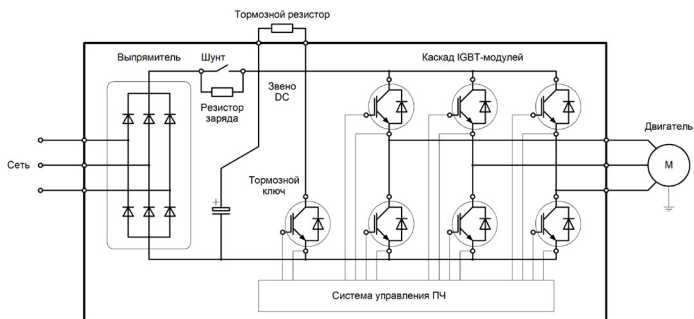 Тормозной резистор
Выпрямитель
Шунт
Каскад IGBT-модулей
Резистор
заряда
Звено
DC
Двигатель
Сеть
M
Тормозной
ключ
+
Система управления ПЧ